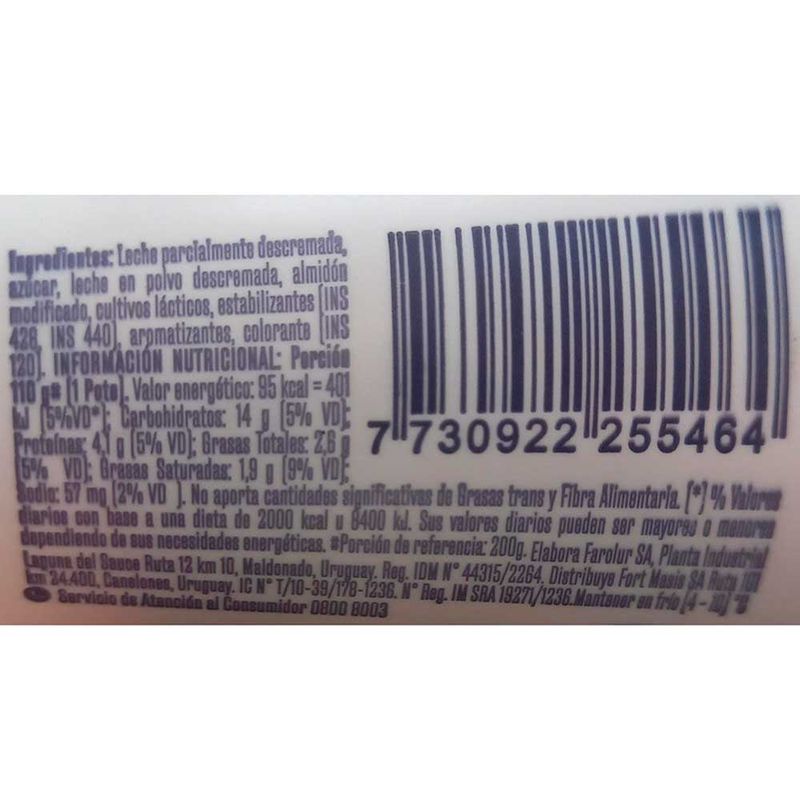 Ingredientes: Leche parcialmente descremada,
azúcar, leche en polvo descremada, almidón
modificado, cultivos lácticos, estabilizantes (INS
428, INS 440), aromatizantes, colorante (INS
120). INFORMACIÓN NUTRICIONAL: Porción
110 g# (1 Pote). Valor energético: 95 kcal = 401
kJ (5%VD*); Carbohidratos: 14 g (5% VD);
Proteínas: 4,1 g (5% VD); Grasas Totales: 2,6 g
(5% VD); Grasas Saturadas: 1,9 g (9% VD);
Sodio: 57 mg (2% VD ). No aporta cantidades significativas de Grasas trans y Fibra Alimentaria. (*) % Valores
diarios con base a una dieta de 2000 kcal u 8400 kJ. Sus valores diarios pueden ser mayores o menores
dependiendo de sus necesidades energéticas. #Porción de referencia: 200g. Elabora Farolur SA, Planta Industrial
Laguna del Sauce Ruta 12 km 10, Maldonado, Uruguay. Reg. IDM N° 44315/2264. Distribuye Fort Masis SA Ruta
km 34.400, Canelones, Uruguay. IC N° T/10-39/178-1236. N° Reg. IM SRA 19271/1236. Mantener en frío (4 - 10) °C
Servicio de Atención al Consumidor 0800 8003
7 730922 255464